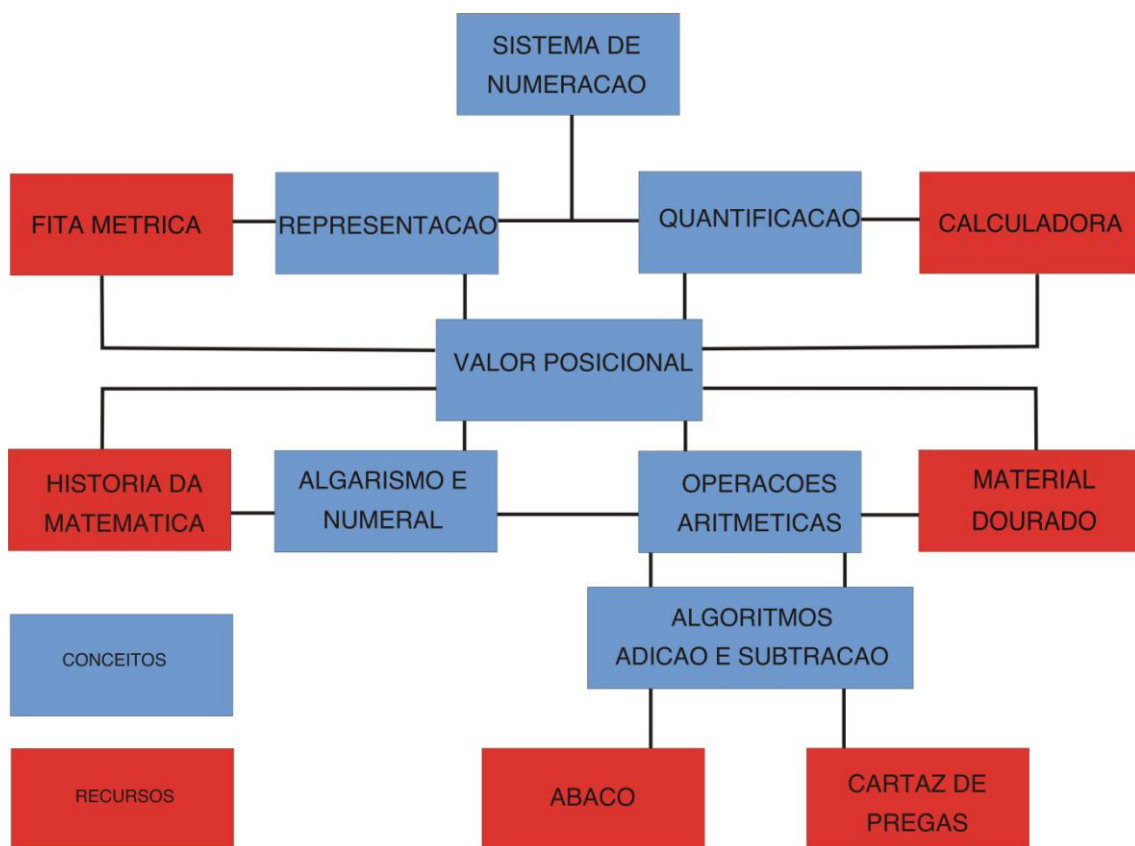 SISTEMA DE
NUMERACAO
FITA METRICA
REPRESENTACAO
QUANTIFICACAO
CALCULADORA
VALOR POSICIONAL
HISTORIA DA
MATEMATICA
ALGARISMO E
NUMERAL
OPERACOES
ARITMETICAS
MATERIAL
DOURADO
ALGORITMOS
ADICAO E SUBTRACAO
CONCEITOS
RECURSOS
ABACO
CARTAZ DE
PREGAS